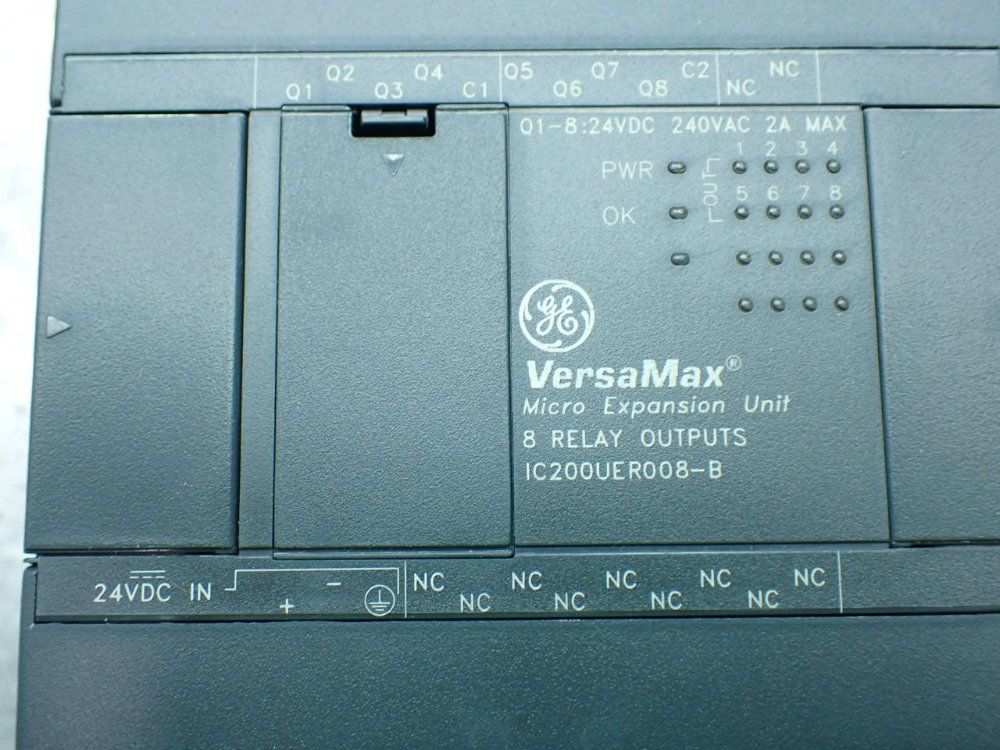 Q2 Q4 Q5 Q7 C2 NC
Q1 Q3 C1 Q6 Q8 NC
Q1-8:24VDC 240VAC 2A MAX
1 2 3 4
PWR
OUT
5 6 7 8
OK
GE
VersaMax®
Micro Expansion Unit
8 RELAY OUTPUTS
IC200UER008-B
24VDC IN - NC NC NC NC NC
+ NC NC NC NC